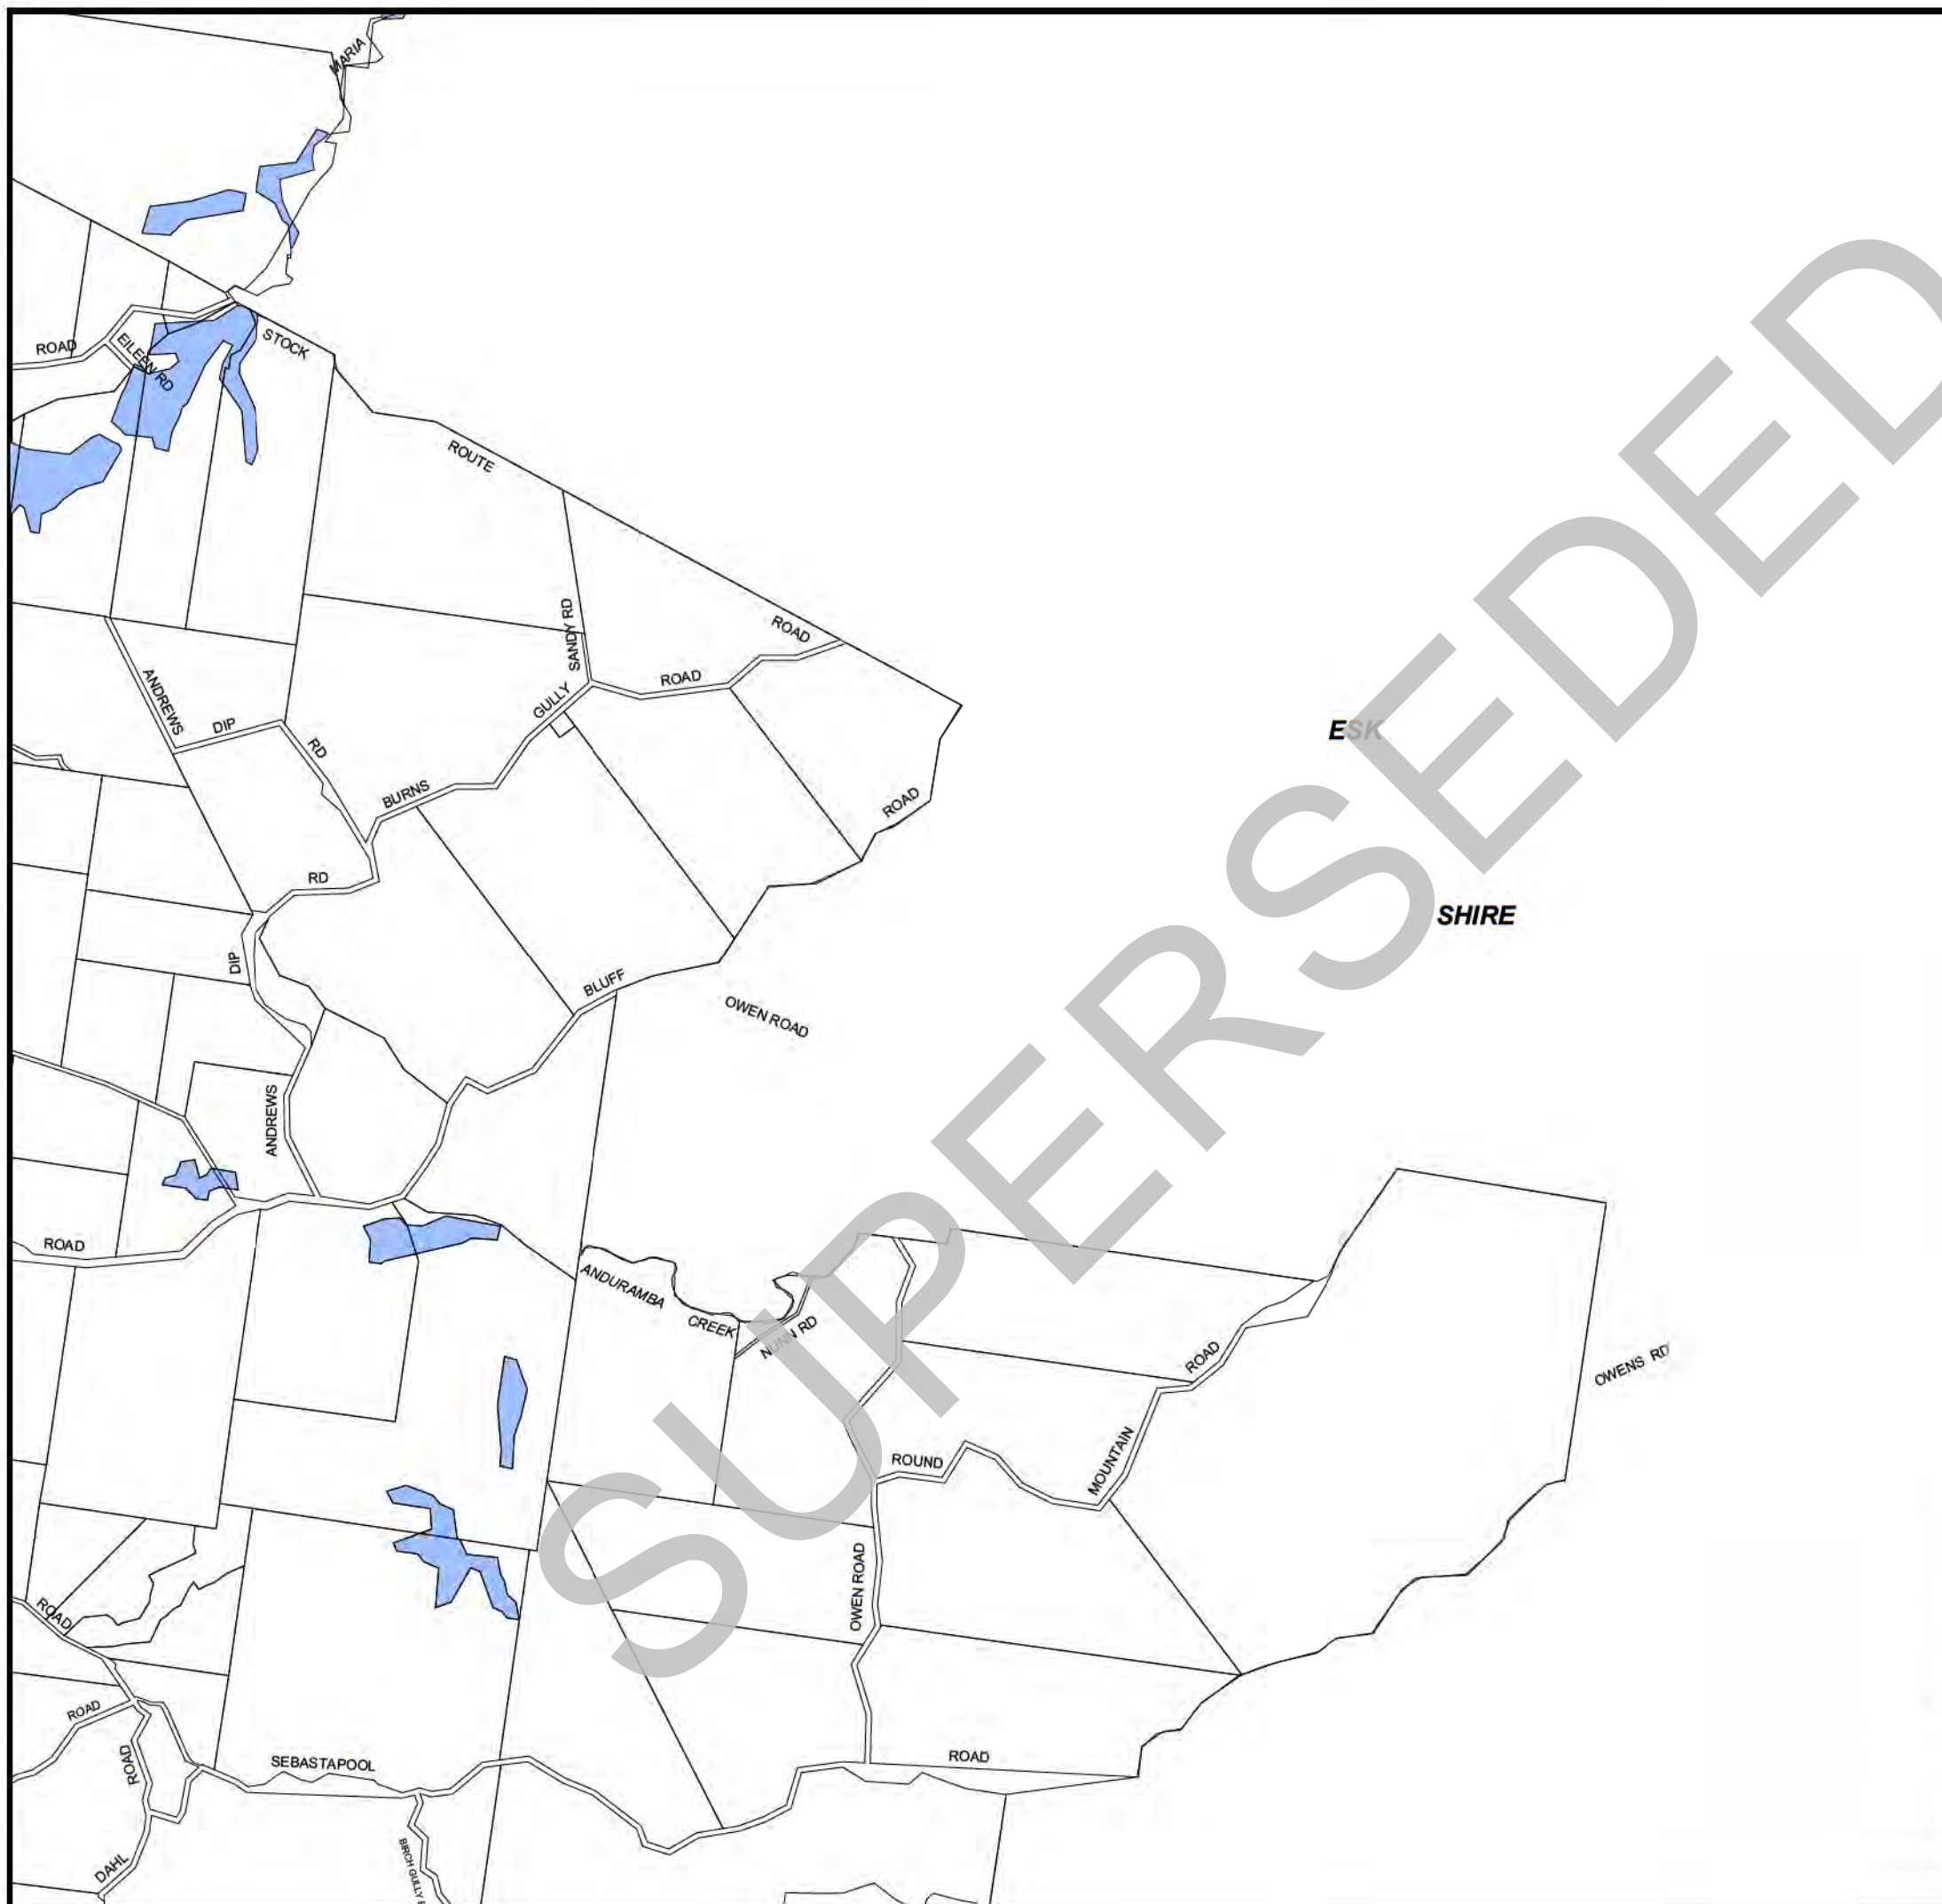 MARIA
ROAD
EILEEN RD
STOCK
ROUTE
SANDY RD
ROAD
ANDREWS
DIP
RD
GULLY
ROAD
BURNS
ROAD
ESK
RD
SHIRE
DIP
BLUFF
OWEN ROAD
ANDREWS
ROAD
ANDURAMBA
CREEK
NUNN RD
ROAD
OWENS RD
MOUNTAIN
ROUND
OWEN ROAD
ROAD
ROAD
ROAD
SEBASTAPOOL
ROAD
DAHL
BIRCH GULLY
SUPERSEDED